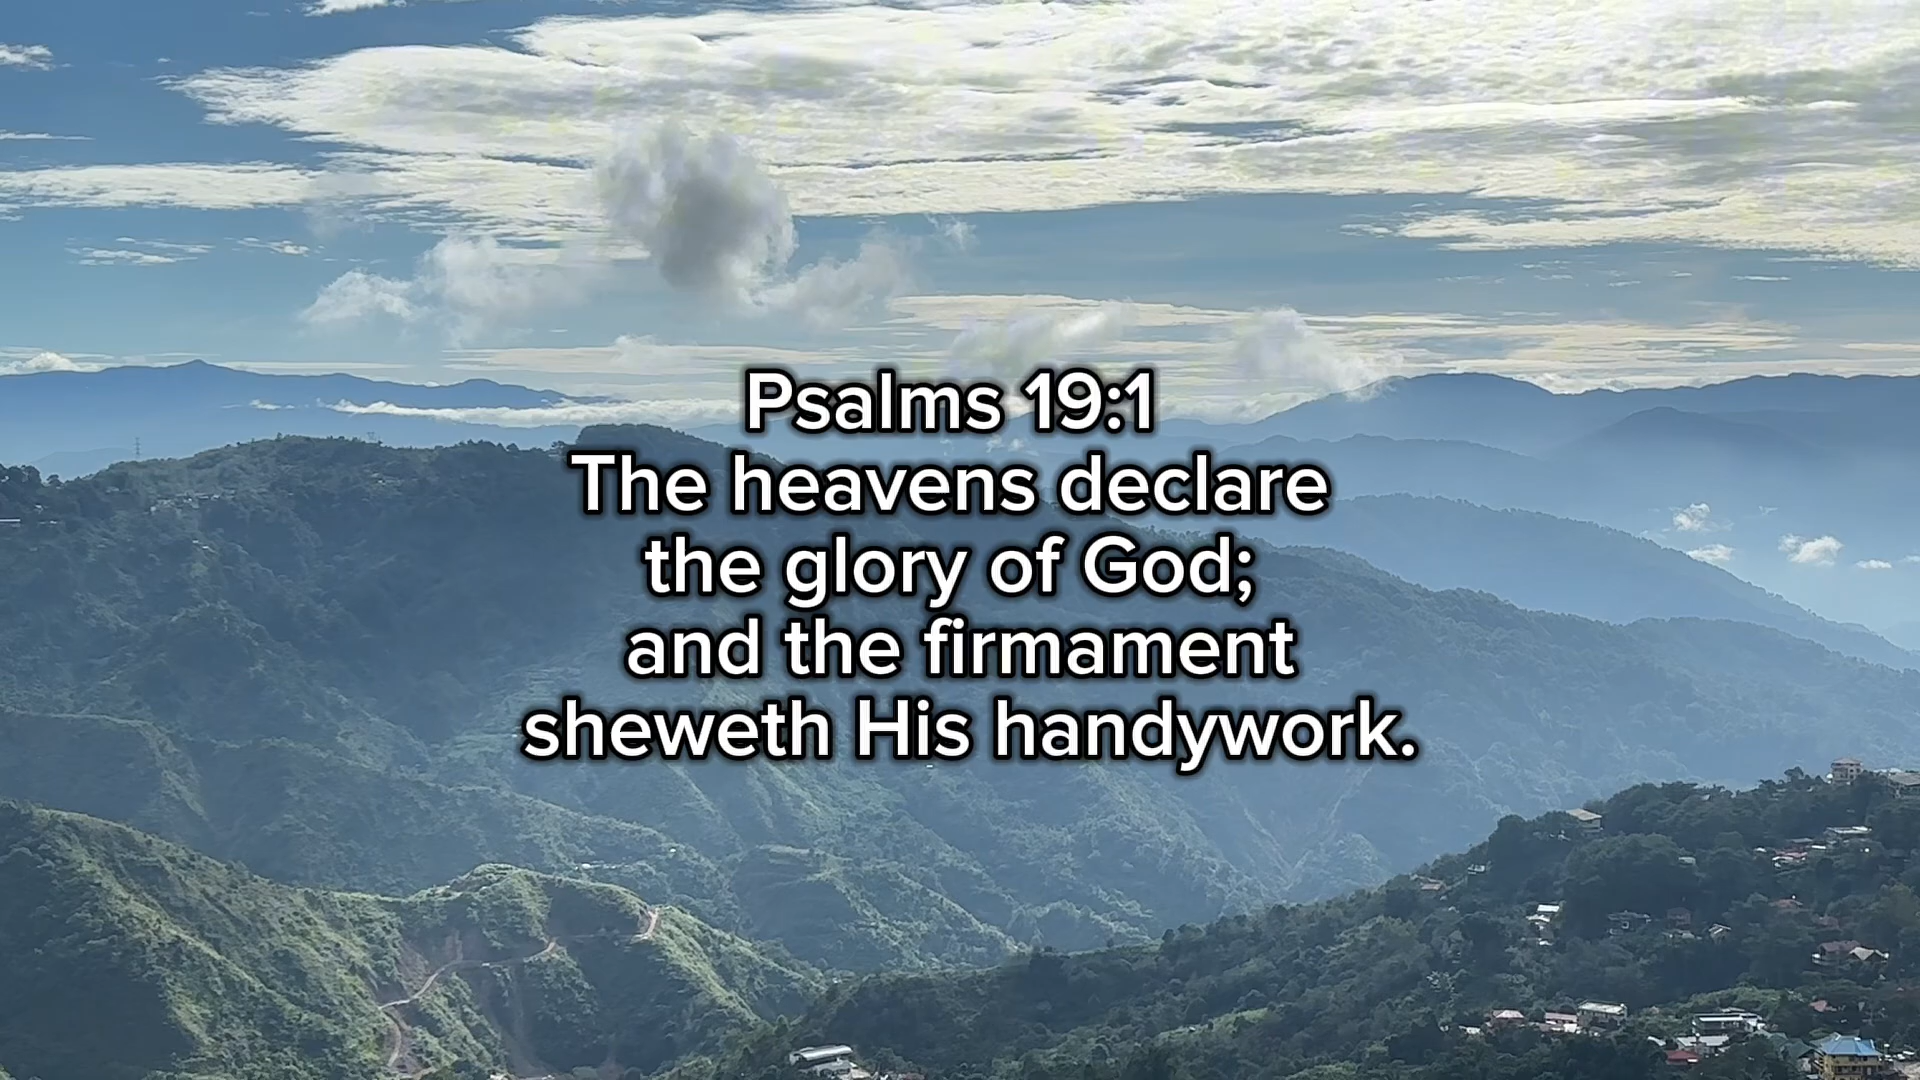 Psalms 19:1
The heavens declare
the glory of God;
and the firmament
sheweth His handywork.